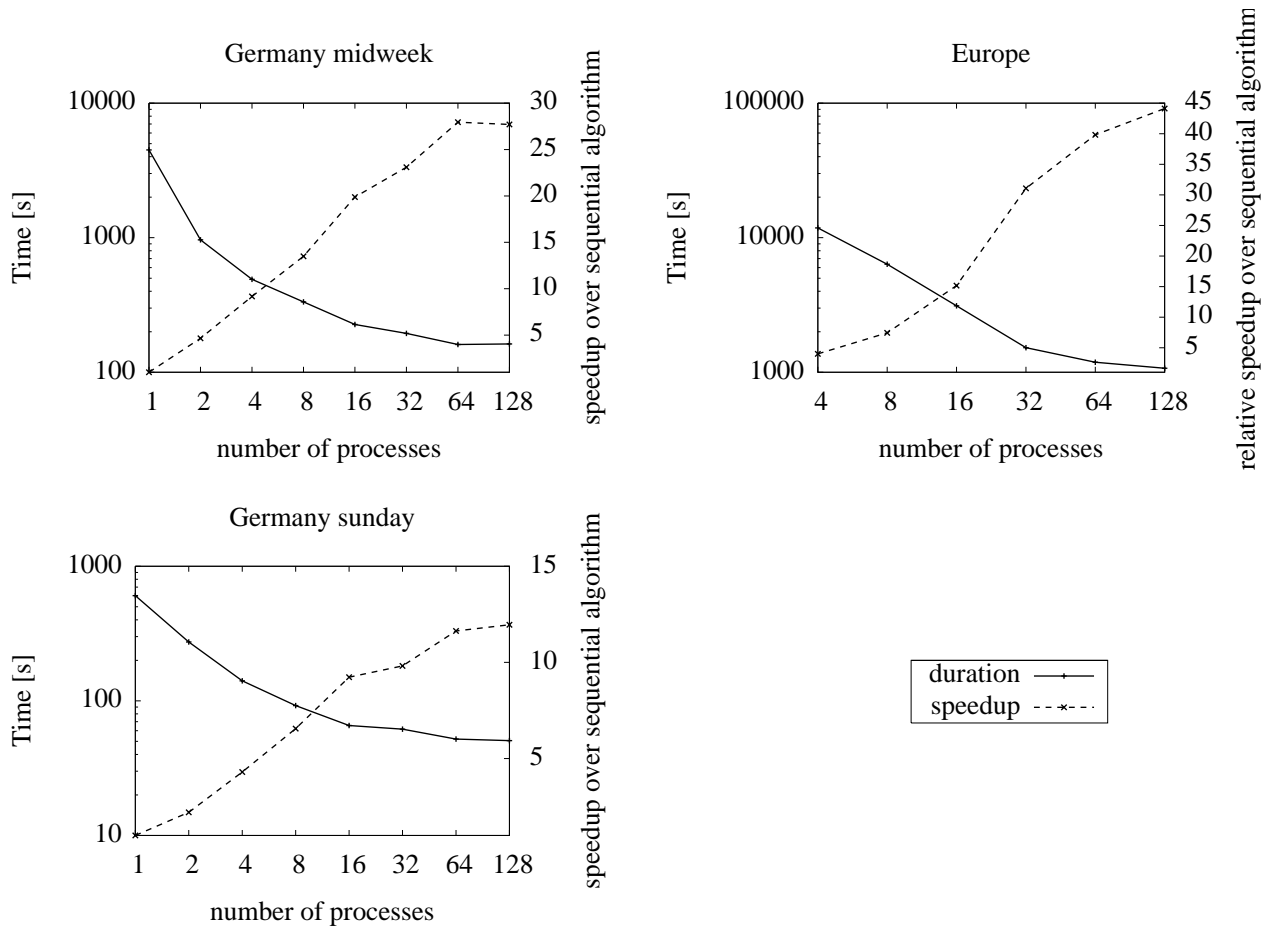 Germany midweek
Time [s]
10000
1000
100
1 2 4 8 16 32 64 128
number of processes
30
25
20
15
10
5
speedup over sequential algorithm
Europe
Time [s]
100000
10000
1000
4 8 16 32 64 128
number of processes
45
40
35
30
25
20
15
10
5
relative speedup over sequential algorithm
Germany sunday
Time [s]
1000
100
10
1 2 4 8 16 32 64 128
number of processes
15
10
5
speedup over sequential algorithm
duration
speedup